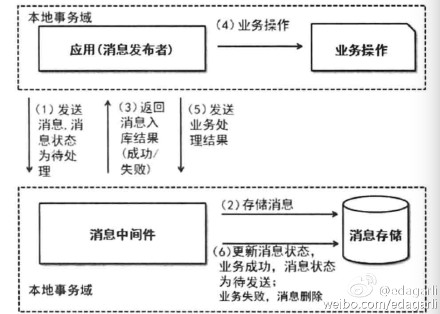 本地事务域
应用(消息发布者)
(4)业务操作
业务操作
(1)发送
消息,消
息状态
为待处
理
(3)返回
消息入
库结果
(成功/
失败)
(5)发送
业务处
理结果
消息中间件
(2)存储消息
消息存储
(6)更新消息状态,
业务成功,消息状态
为待发送;
业务失败,消息删除
本地事务域
@edagarli
weibo.com/edagarli